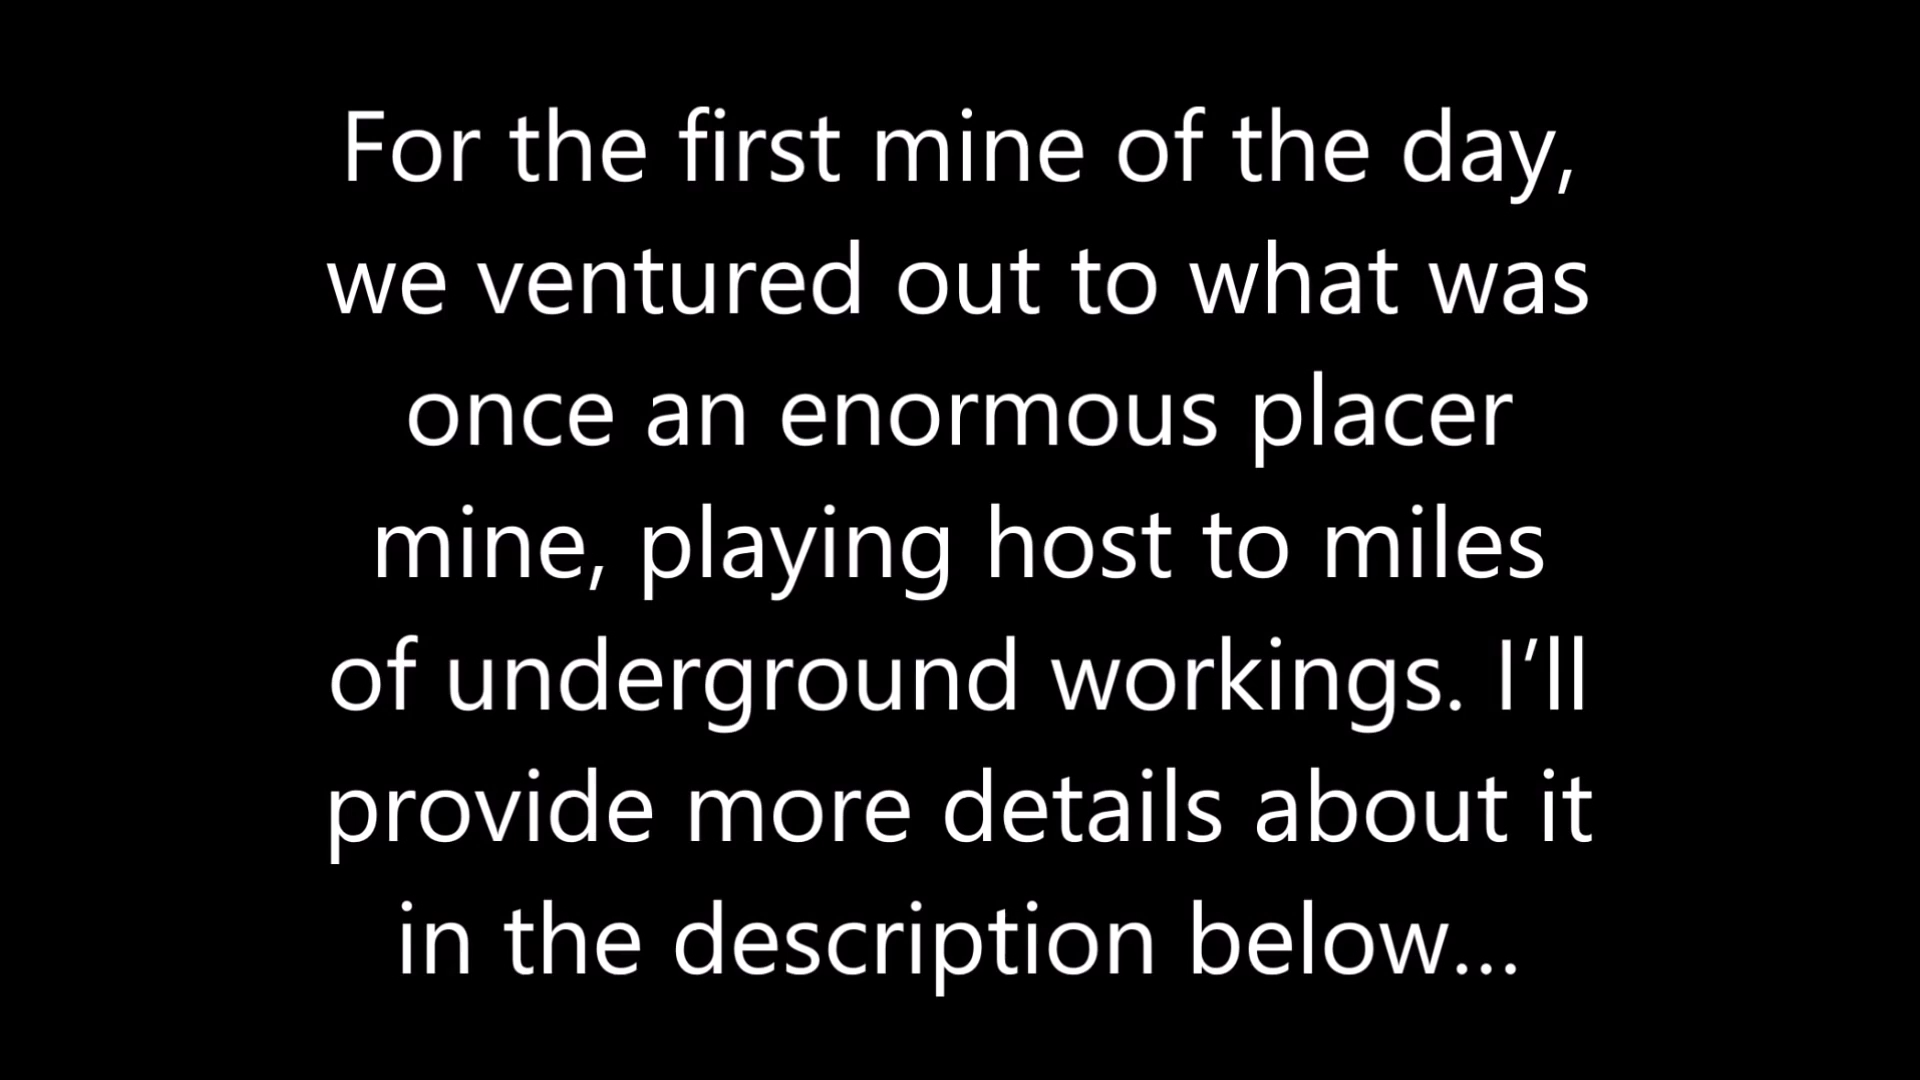 For the first mine of the day,
we ventured out to what was
once an enormous placer
mine, playing host to miles
of underground workings. I’ll
provide more details about it
in the description below...